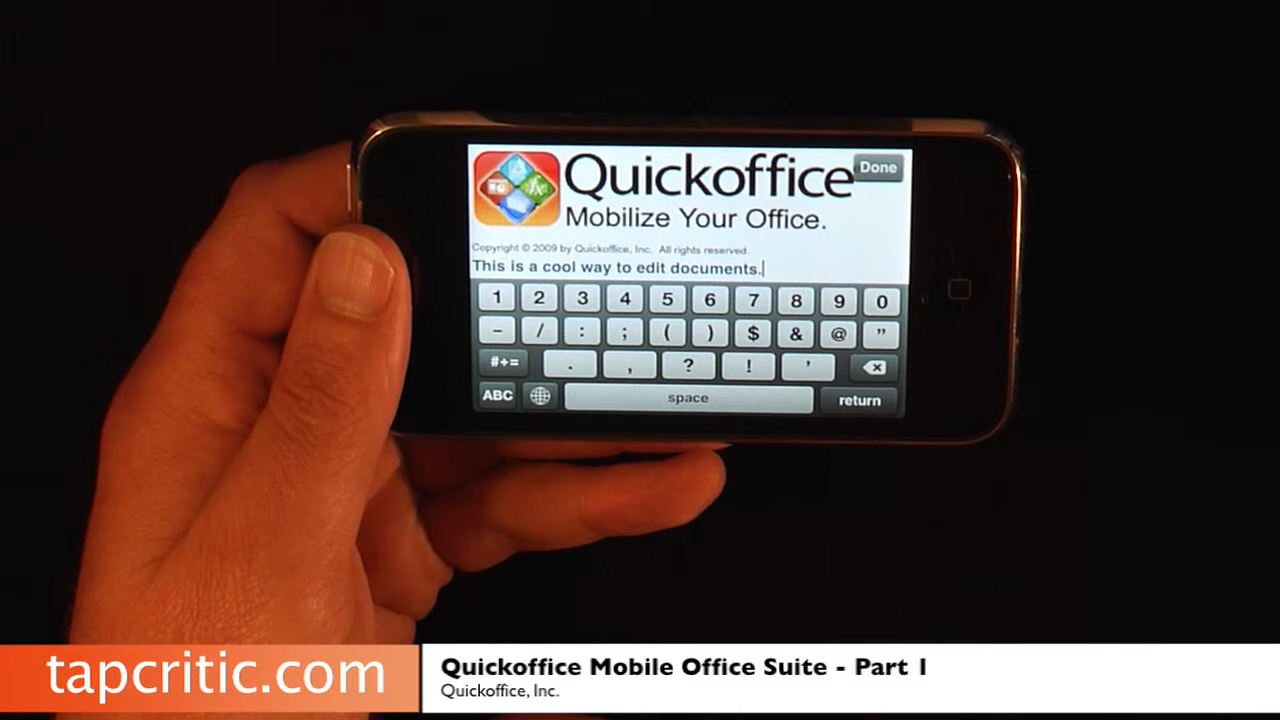 Quickoffice
Done
Mobilize Your Office.
Copyright © 2009 by Quickoffice, Inc. All rights reserved.
This is a cool way to edit documents.
1 2 3 4 5 6 7 8 9 0
- / : ; ( ) $ & @ "
#+= . , ? ! '
ABC space return
tapcritic.com
Quickoffice Mobile Office Suite - Part 1
Quickoffice, Inc.